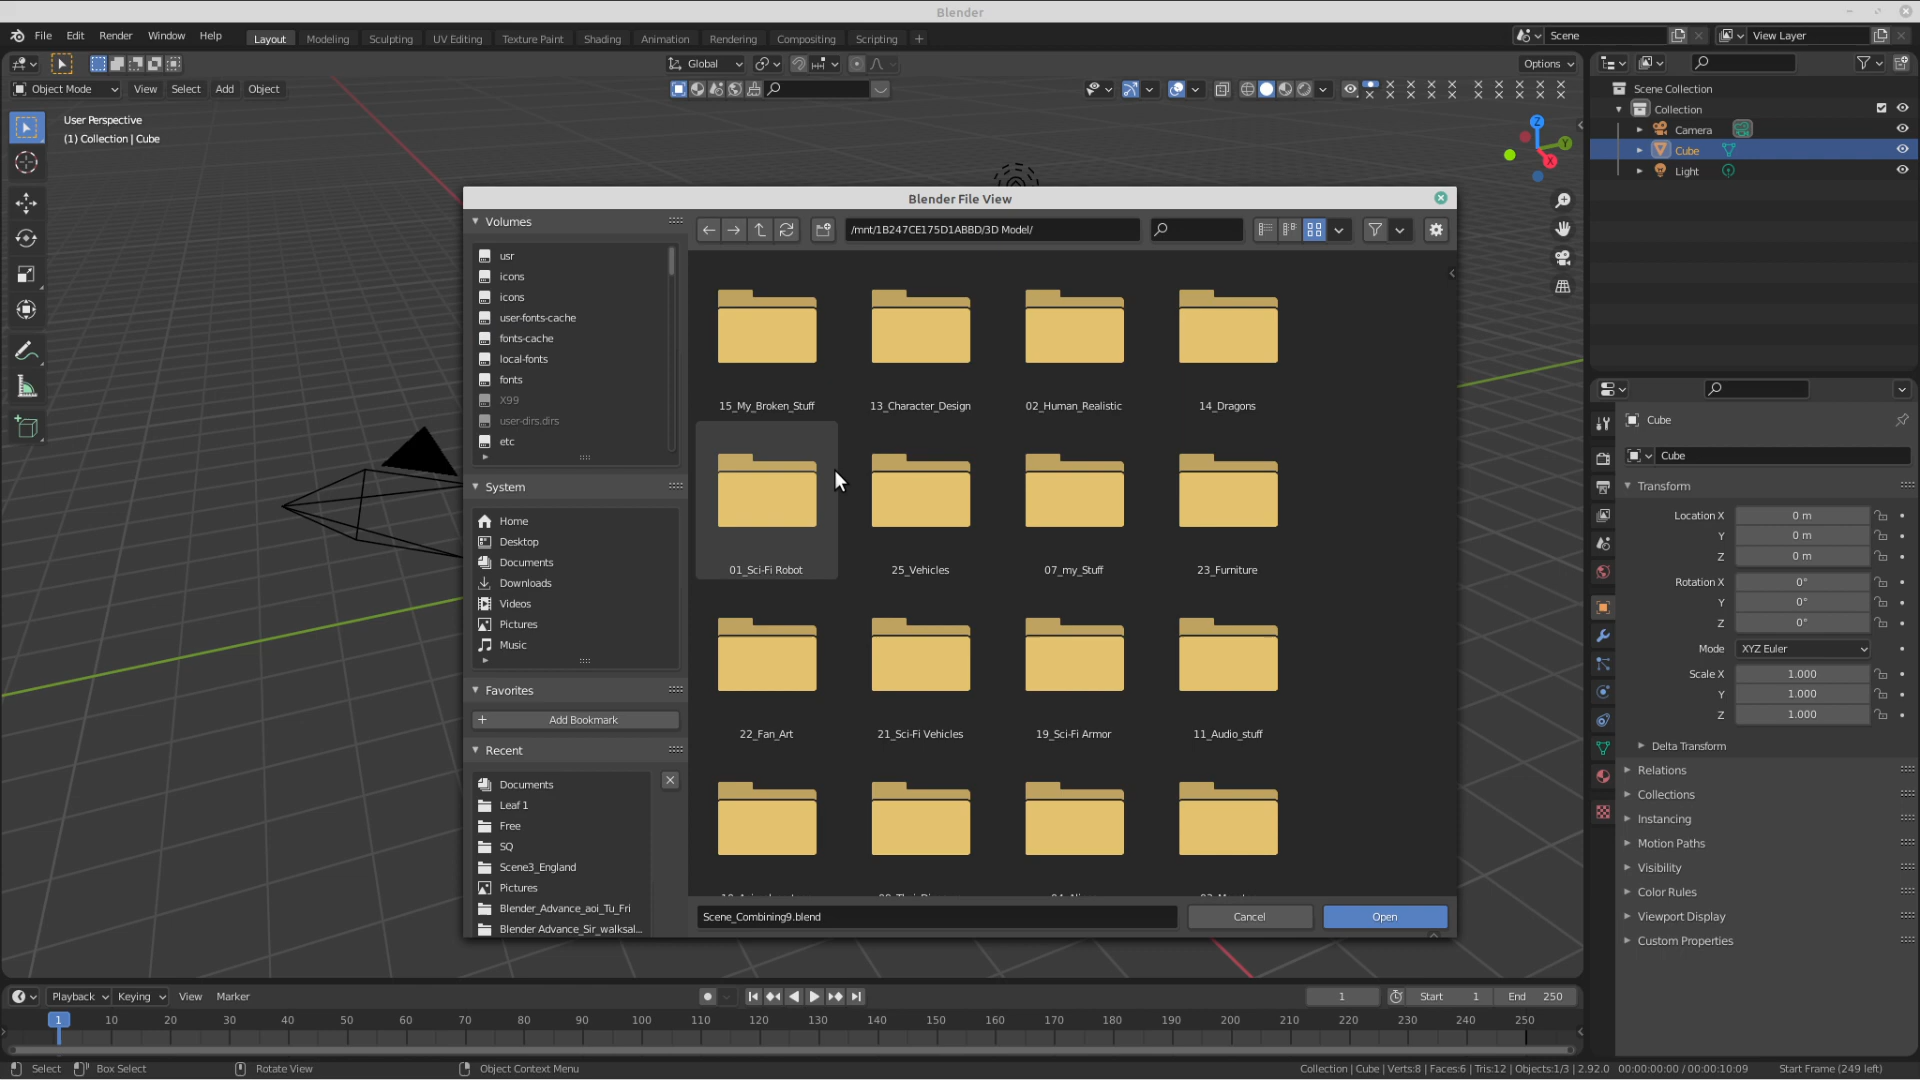 Blender
File Edit Render Window Help
Layout Modeling Sculpting UV Editing Texture Paint Shading Animation Rendering Compositing Scripting +
Scene
View Layer
Global
Options
Object Mode View Select Add Object
User Perspective
(1) Collection | Cube
Z
Y
X
Scene Collection
Collection
Camera
Cube
Light
Blender File View
Volumes
usr
icons
icons
user-fonts-cache
fonts-cache
local-fonts
fonts
X99
user-dirs.dirs
etc
System
Home
Desktop
Documents
Downloads
Videos
Pictures
Music
Favorites
Add Bookmark
Recent
Documents
Leaf 1
Free
SQ
Scene3_England
Pictures
Blender_Advance_aoi_Tu_Fri
Blender Advance_Sir_walksal...
/mnt/1B247CE175D1ABBD/3D Model/
15_My_Broken_Stuff 13_Character_Design 02_Human_Realistic 14_Dragons
01_Sci-Fi Robot 25_Vehicles 07_my_Stuff 23_Furniture
22_Fan_Art 21_Sci-Fi Vehicles 19_Sci-Fi Armor 11_Audio_stuff
Scene_Combining9.blend
Cancel
Open
Cube
Cube
Transform
Location X 0 m
Y 0 m
Z 0 m
Rotation X 0°
Y 0°
Z 0°
Mode XYZ Euler
Scale X 1.000
Y 1.000
Z 1.000
Delta Transform
Relations
Collections
Instancing
Motion Paths
Visibility
Color Rules
Viewport Display
Custom Properties
Playback Keying View Marker
1
Start 1 End 250
1 10 20 30 40 50 60 70 80 90 100 110 120 130 140 150 160 170 180 190 200 210 220 230 240 250
Select Box Select Rotate View Object Context Menu
Collection | Cube | Verts:8 | Faces:6 | Tris:12 | Objects:1/3 | 2.92.0 00:00:00:00 / 00:00:10:09 Start Frame (249 left)